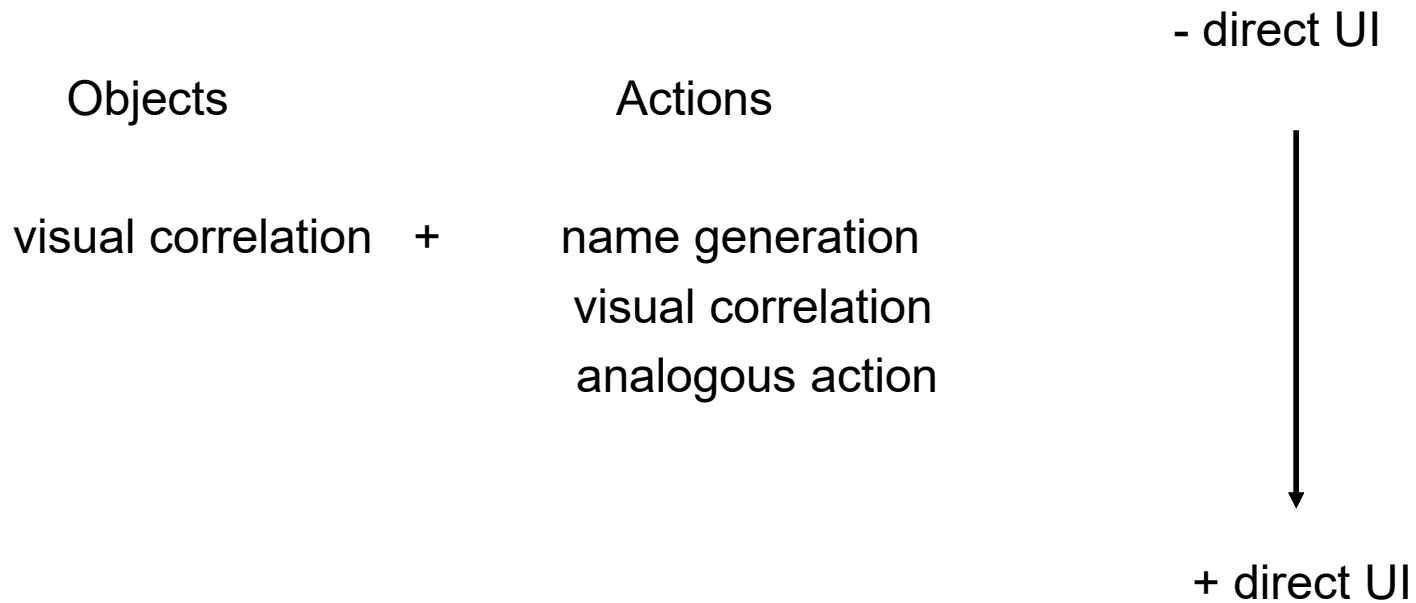 - direct UI
Objects Actions
visual correlation + name generation
visual correlation
analogous action
+ direct UI